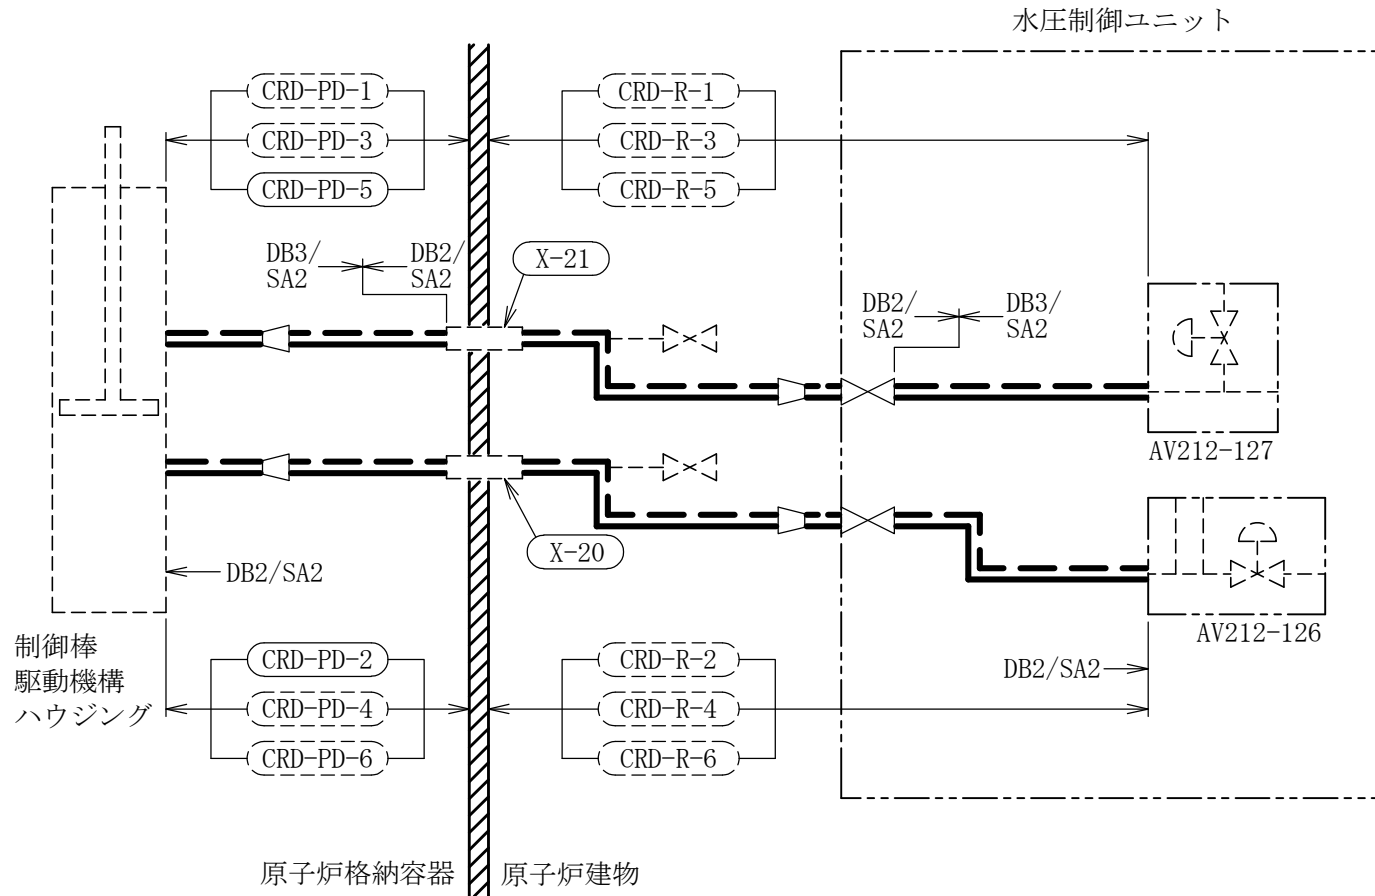 水圧制御ユニット
CRD-PD-1
CRD-PD-3
CRD-PD-5
CRD-R-1
CRD-R-3
CRD-R-5
DB3/
SA2
DB2/
SA2
X-21
DB2/
SA2
DB3/
SA2
AV212-127
X-20
DB2/SA2
AV212-126
制御棒
駆動機構
ハウジング
CRD-PD-2
CRD-PD-4
CRD-PD-6
CRD-R-2
CRD-R-4
CRD-R-6
DB2/SA2
原子炉格納容器
原子炉建物